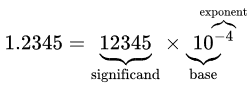 exponent
1.2345 = 12345 × 10⁻⁴
significand base